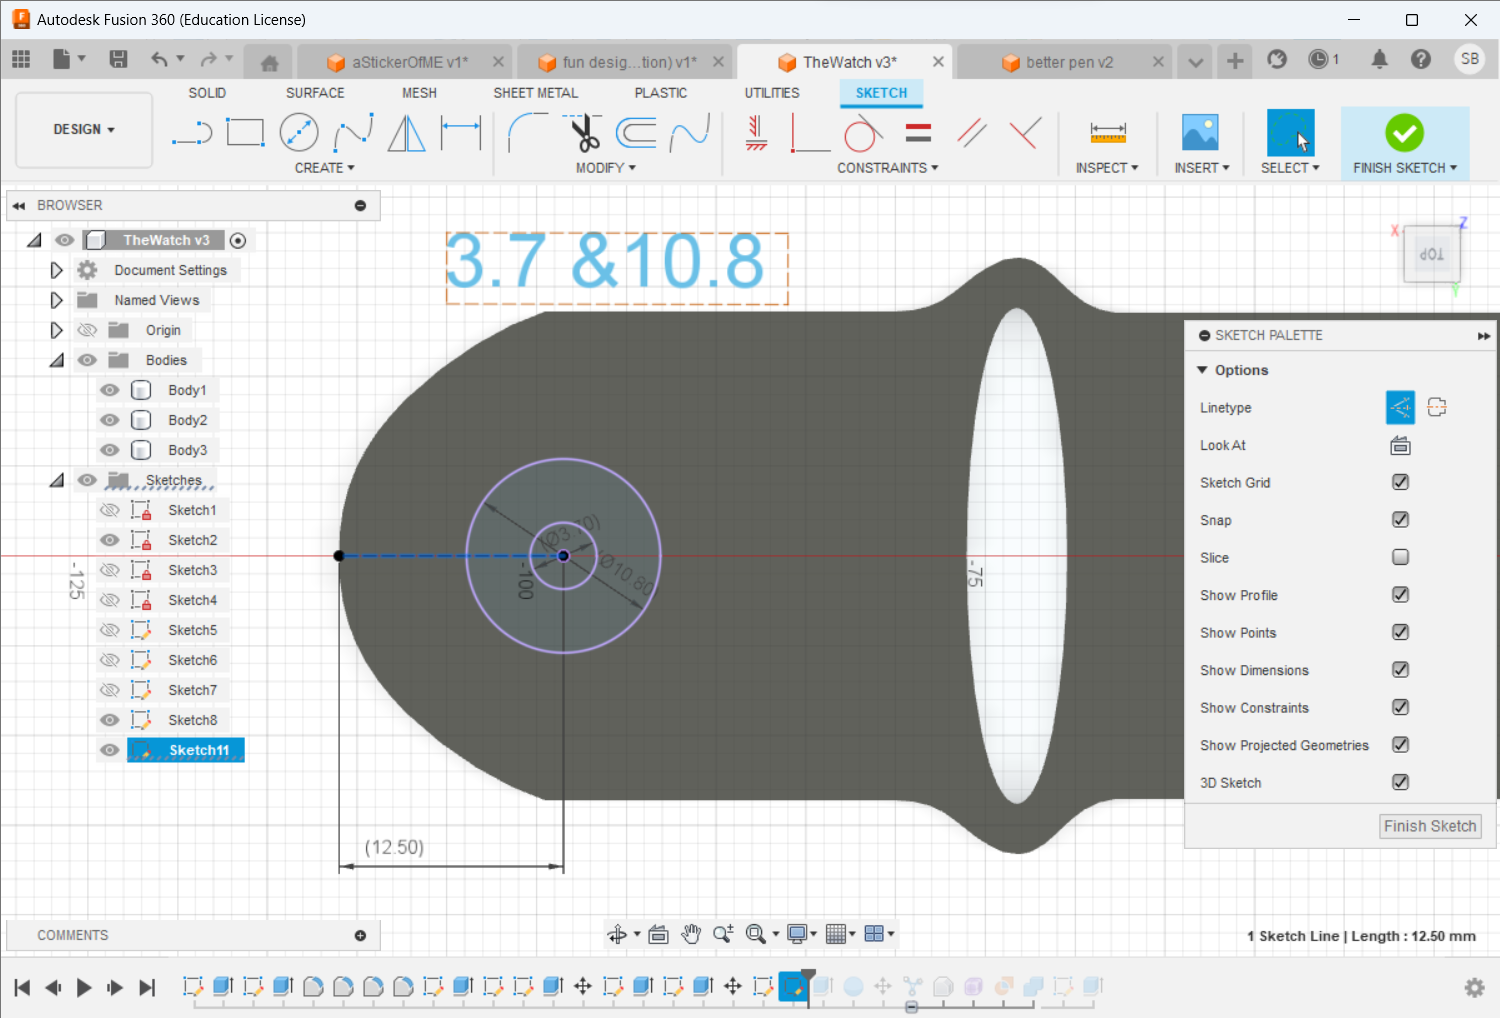 Autodesk Fusion 360 (Education License)
aStickerOfME v1*
fun desig...tion) v1*
TheWatch v3*
better pen v2
1
SB
SOLID
SURFACE
MESH
SHEET METAL
PLASTIC
UTILITIES
SKETCH
DESIGN
CREATE
MODIFY
CONSTRAINTS
INSPECT
INSERT
SELECT
FINISH SKETCH
BROWSER
TheWatch v3
Document Settings
Named Views
Origin
Bodies
Body1
Body2
Body3
Sketches
Sketch1
Sketch2
Sketch3
Sketch4
Sketch5
Sketch6
Sketch7
Sketch8
Sketch11
3.7 &10.8
X
Z
TOP
Y
(Ø3.70)
(Ø10.80)
-125
-100
-75
(12.50)
SKETCH PALETTE
Options
Linetype
Look At
Sketch Grid
Snap
Slice
Show Profile
Show Points
Show Dimensions
Show Constraints
Show Projected Geometries
3D Sketch
Finish Sketch
COMMENTS
1 Sketch Line | Length : 12.50 mm